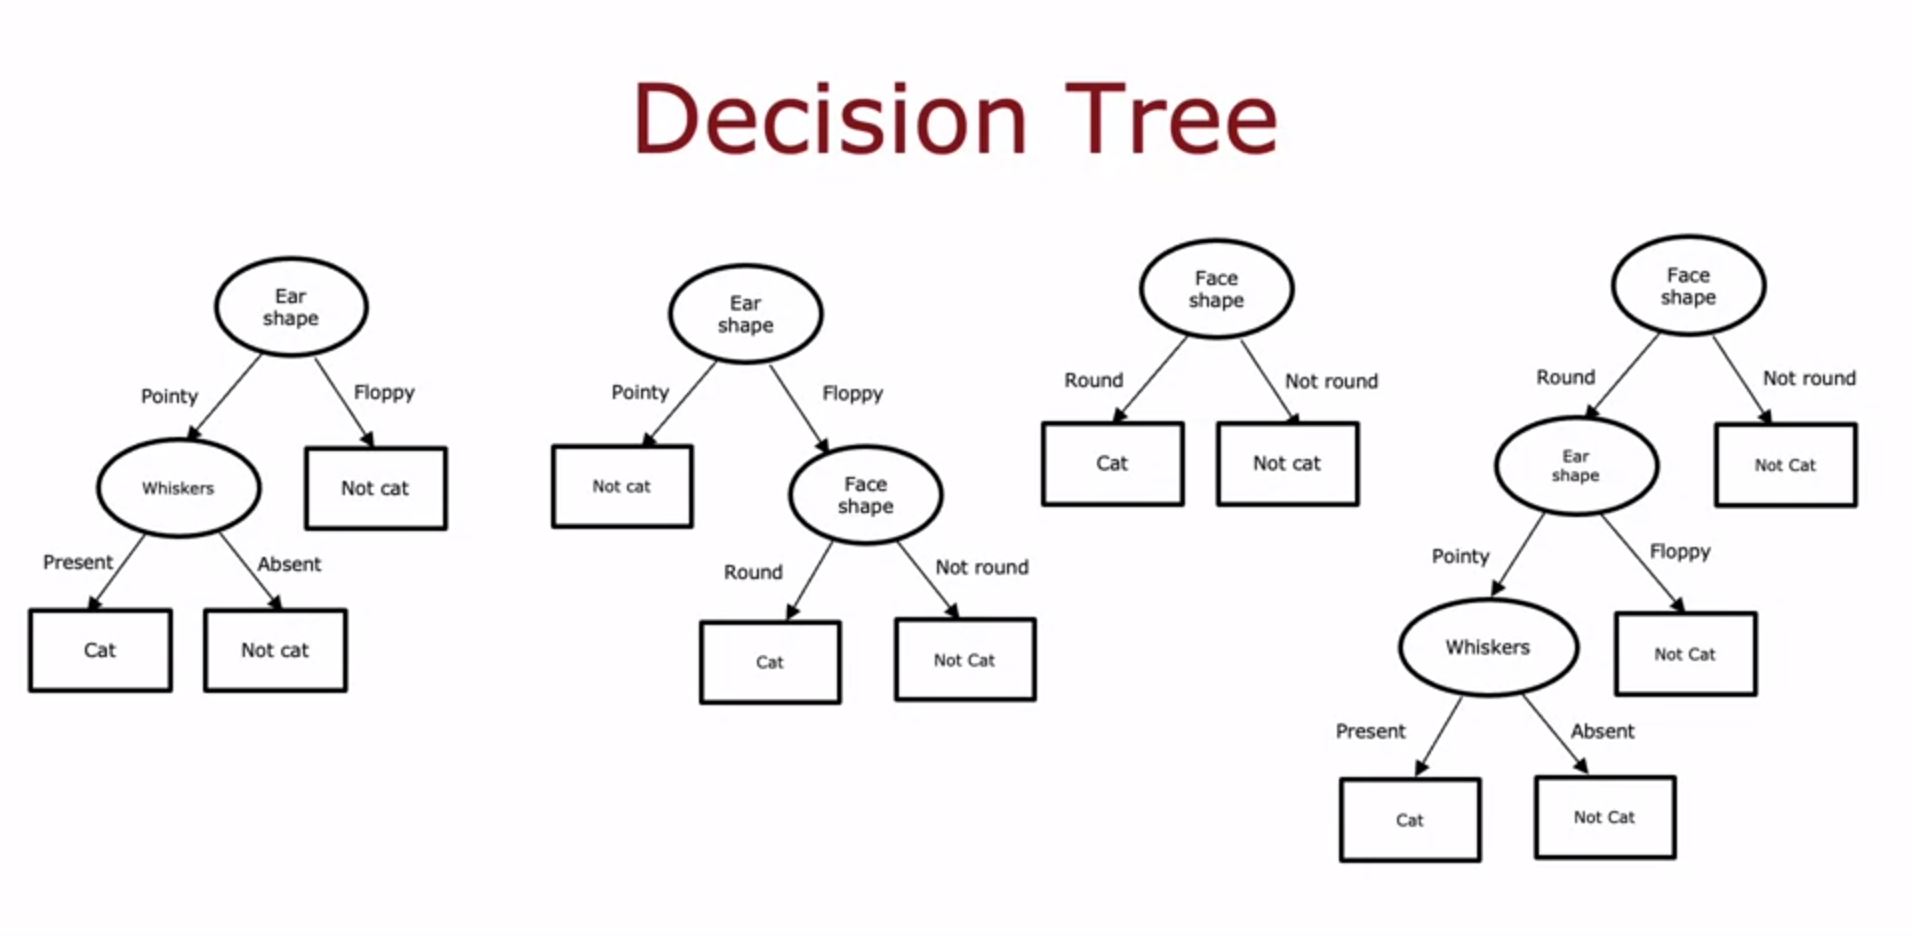 Decision Tree
Ear
shape
Pointy
Floppy
Whiskers
Not cat
Present
Absent
Cat
Not cat
Ear
shape
Pointy
Floppy
Not cat
Face
shape
Round
Not round
Cat
Not Cat
Face
shape
Round
Not round
Cat
Not cat
Face
shape
Round
Not round
Ear
shape
Not Cat
Pointy
Floppy
Whiskers
Not Cat
Present
Absent
Cat
Not Cat